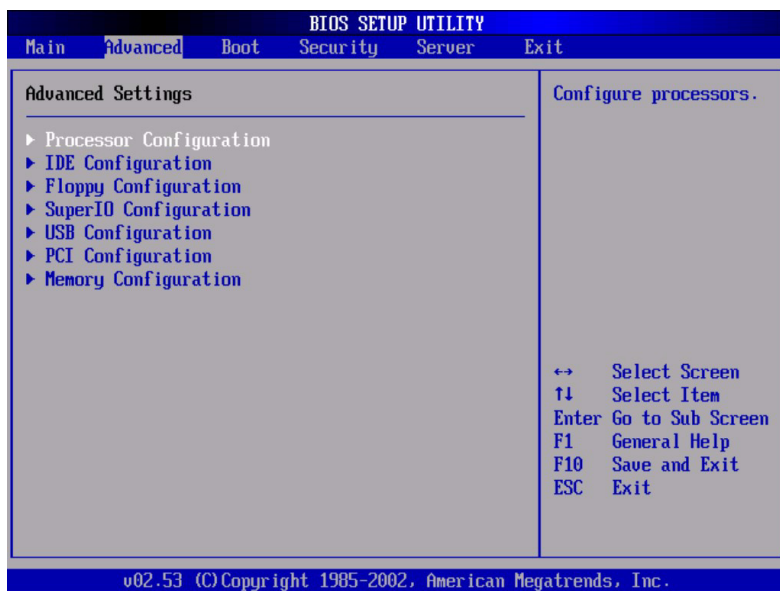 BIOS SETUP UTILITY
Main Advanced Boot Security Server Exit
Advanced Settings
▶ Processor Configuration
▶ IDE Configuration
▶ Floppy Configuration
▶ SuperIO Configuration
▶ USB Configuration
▶ PCI Configuration
▶ Memory Configuration
Configure processors.
↔ Select Screen
↑↓ Select Item
Enter Go to Sub Screen
F1 General Help
F10 Save and Exit
ESC Exit
v02.53 (C)Copyright 1985-2002, American Megatrends, Inc.